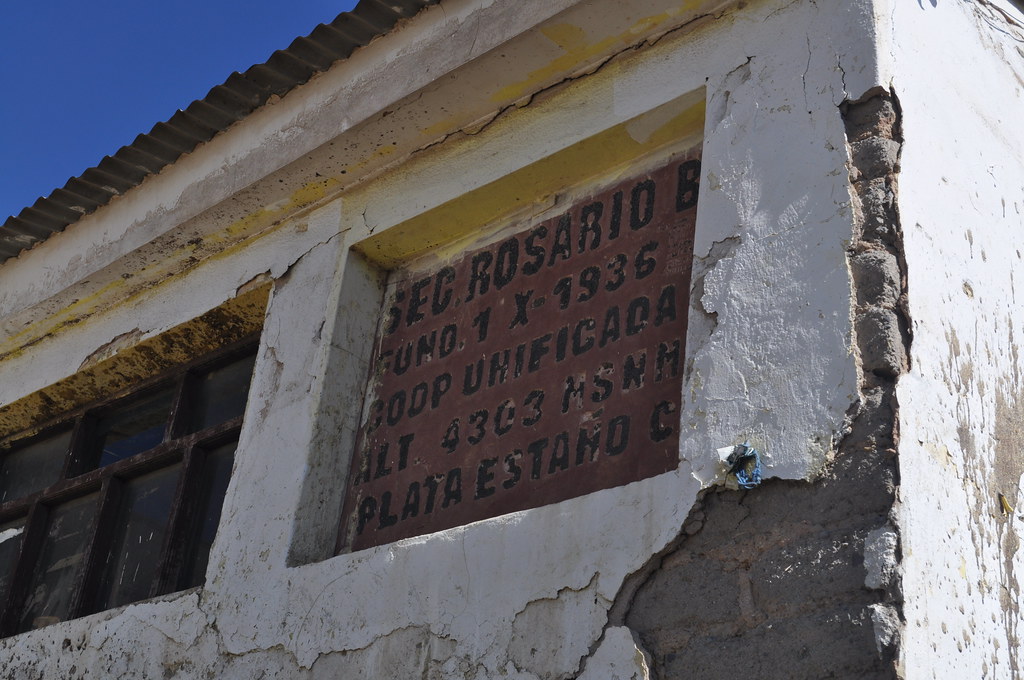 SEC. ROSARIO B
FUND. 1 X-1936
COOP UNIFICADA
ALT 4303 MSNM
PLATA ESTAÑO C